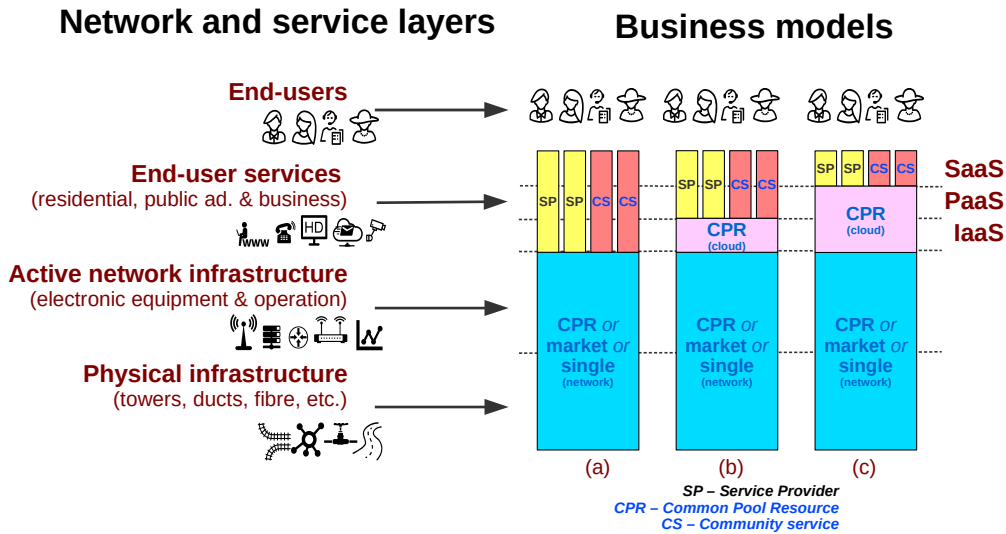 Network and service layers
Business models
End-users
End-user services
(residential, public ad. & business)
WWW
HD
Active network infrastructure
(electronic equipment & operation)
Physical infrastructure
(towers, ducts, fibre, etc.)
SP SP CS CS
CPR or
market or
single
(network)
(a)
SP SP CS CS
CPR
(cloud)
CPR or
market or
single
(network)
(b)
SP SP CS CS
CPR
(cloud)
CPR or
market or
single
(network)
(c)
SaaS
PaaS
IaaS
SP – Service Provider
CPR – Common Pool Resource
CS – Community service